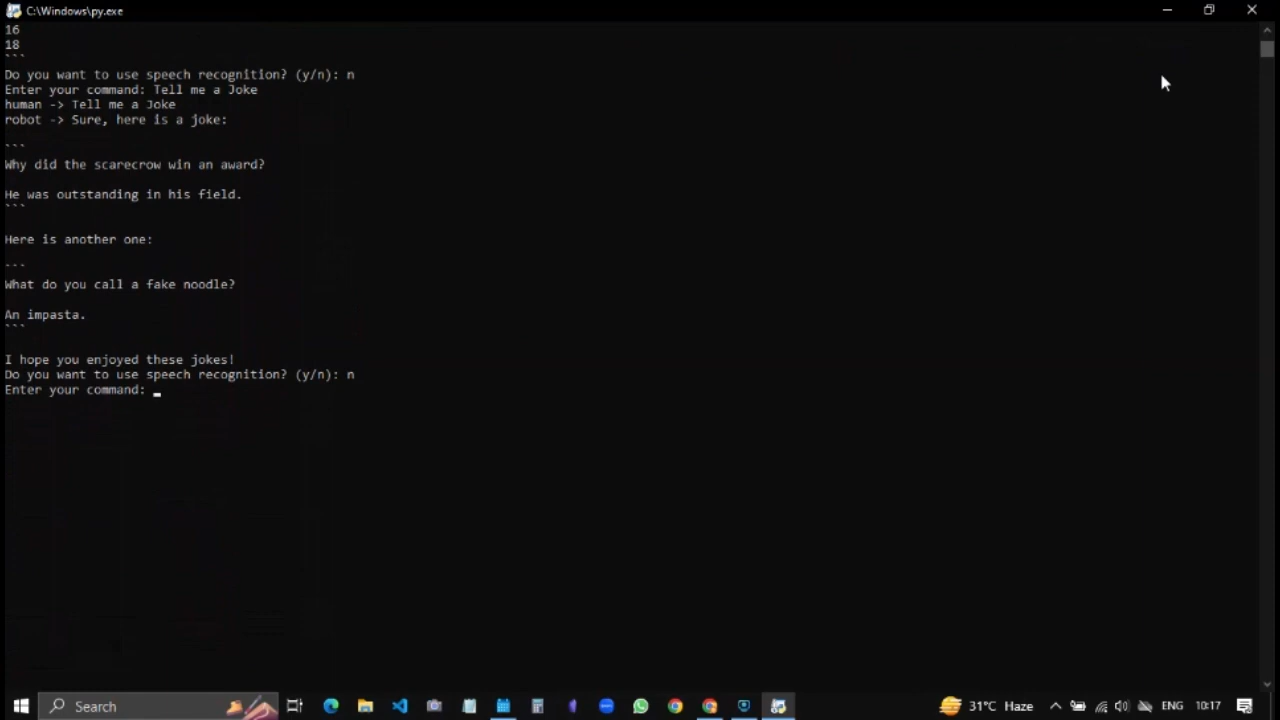 C:\Windows\py.exe
16
18
```
Do you want to use speech recognition? (y/n): n
Enter your command: Tell me a Joke
human -> Tell me a Joke
robot -> Sure, here is a joke:
```
Why did the scarecrow win an award?
He was outstanding in his field.
```
Here is another one:
```
What do you call a fake noodle?
An impasta.
```
I hope you enjoyed these jokes!
Do you want to use speech recognition? (y/n): n
Enter your command:
Search
31°C Haze
ENG
10:17